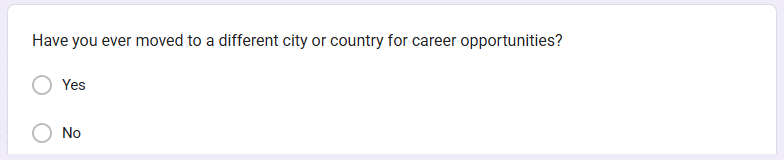 Have you ever moved to a different city or country for career opportunities?
Yes
No